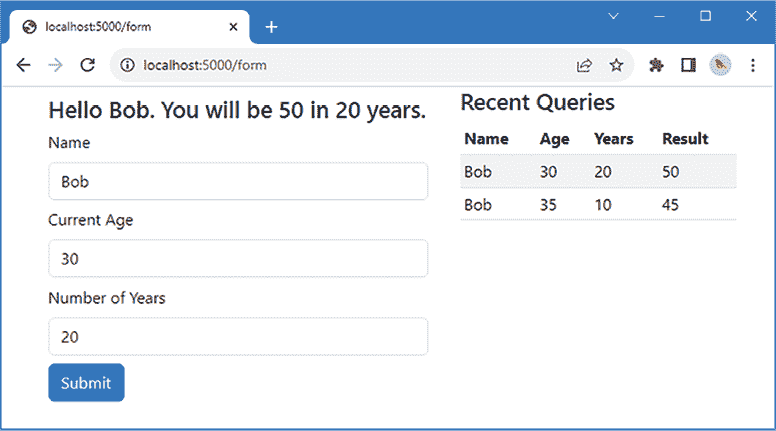 localhost:5000/form
localhost:5000/form
Hello Bob. You will be 50 in 20 years.
Name
Bob
Current Age
30
Number of Years
20
Submit
Recent Queries
Name Age Years Result
Bob 30 20 50
Bob 35 10 45